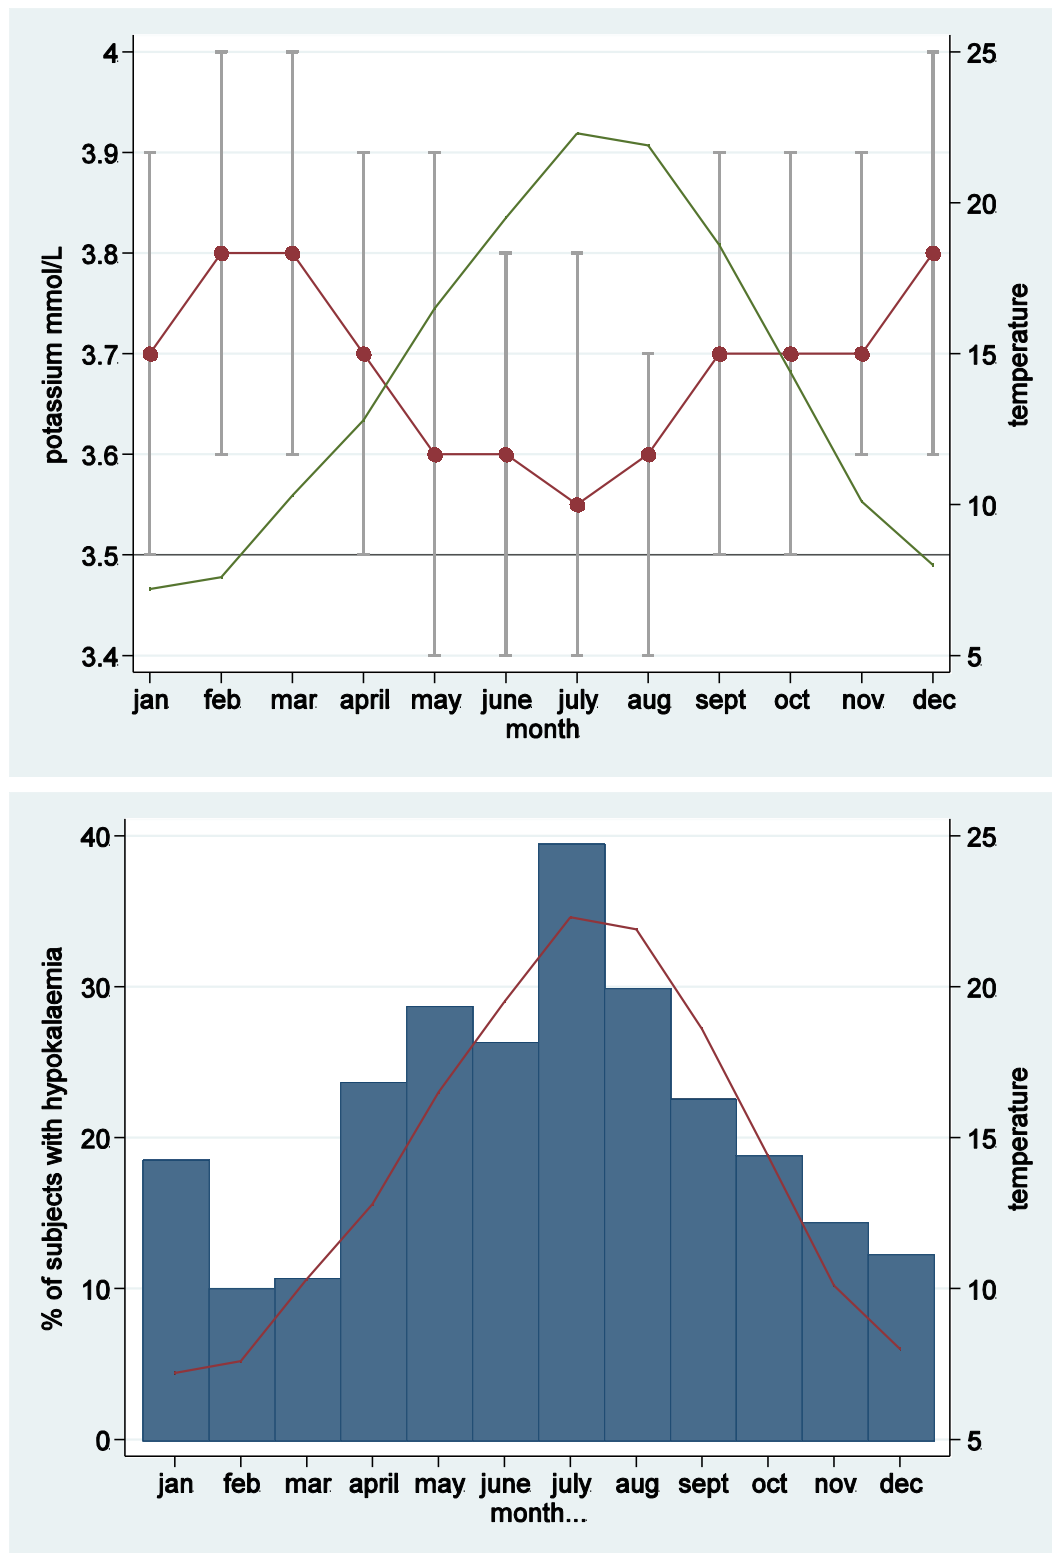 4
3.9
3.8
3.7
3.6
3.5
3.4
potassium mmol/L
25
20
15
10
5
temperature
jan feb mar april may june july aug sept oct nov dec
month
40
30
20
10
0
% of subjects with hypokalaemia
25
20
15
10
5
temperature
jan feb mar april may june july aug sept oct nov dec
month...